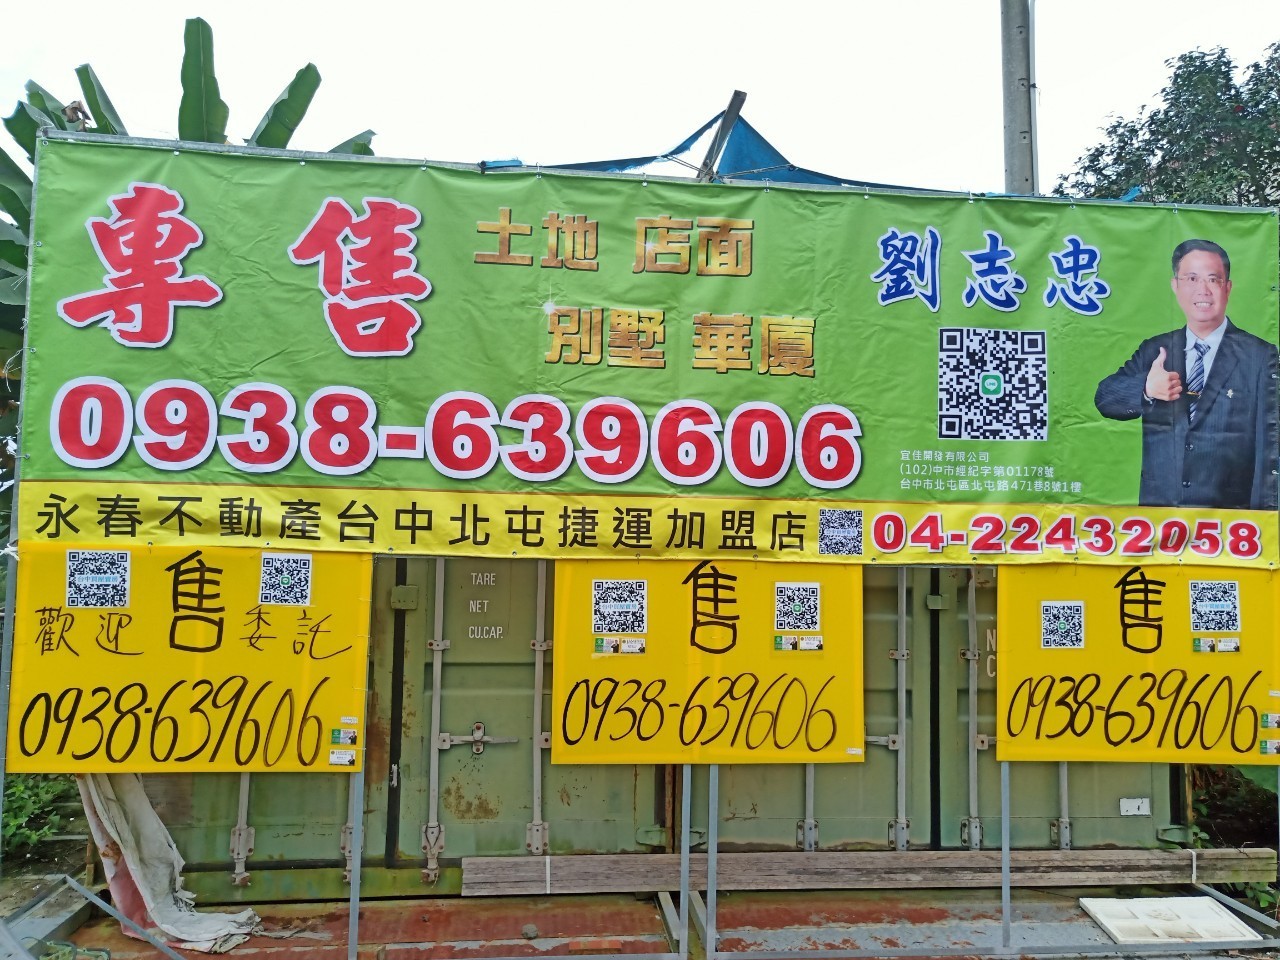 專售
土地 店面
別墅 華廈
0938-639606
劉志忠
宜佳開發有限公司
(102)中市經紀字第01178號
台中市北屯區北屯路471巷8號1樓
永春不動產台中北屯捷運加盟店
04-22432058
售
歡迎 委託
0938-639606
售
0938-639606
售
0938-639606
TARE
NET
CU.CAP.